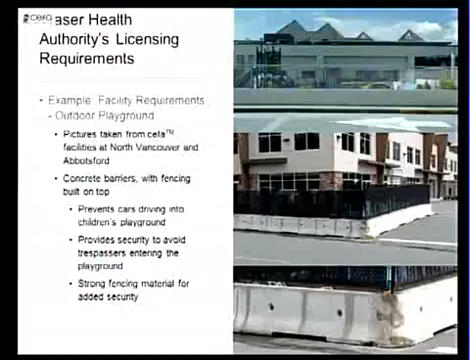 cefa
aser Health
Authority's Licensing
Requirements
• Example: Facility Requirements
- Outdoor Playground
• Pictures taken from cefa™
facilities at North Vancouver and
Abbotsford
• Concrete barriers, with fencing
built on top
• Prevents cars driving into
children's playground
• Provides security to avoid
trespassers entering the
playground
• Strong fencing material for
added security